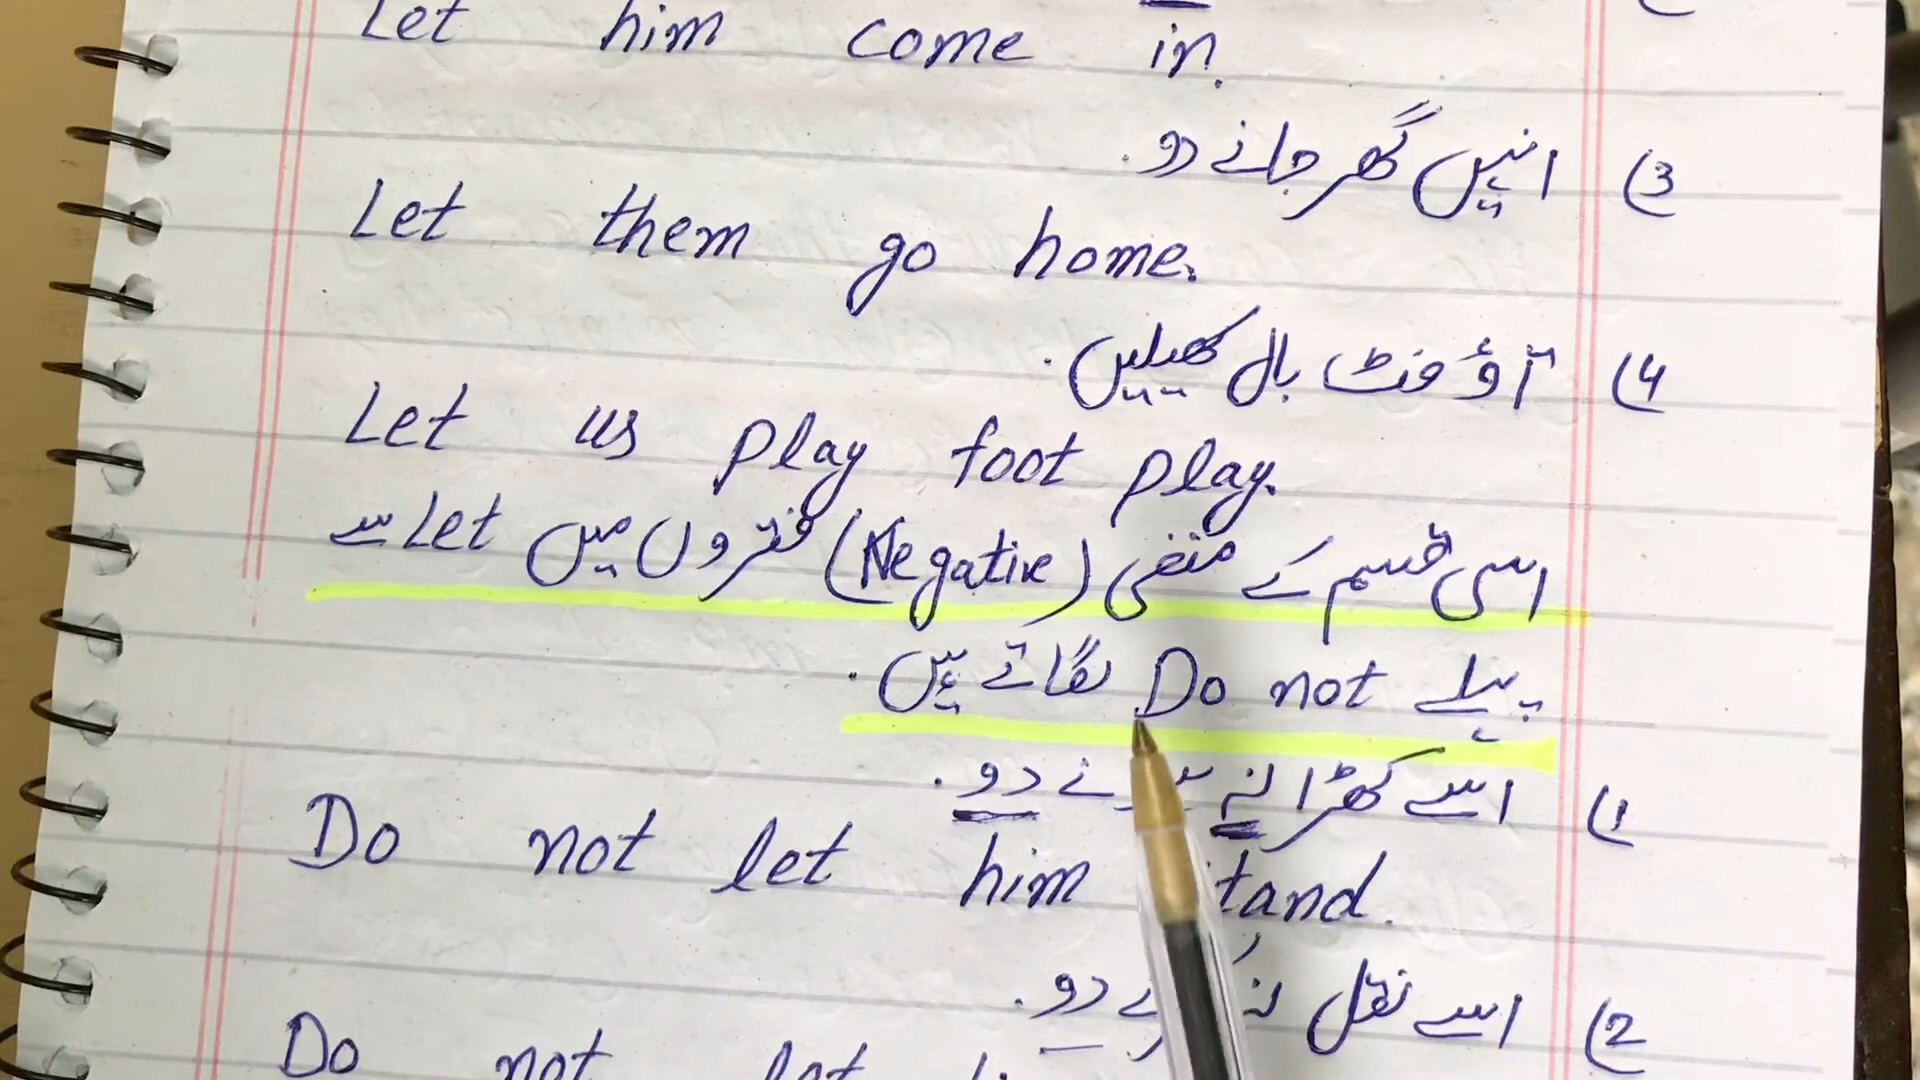 Let him come in.
3) انہیں گھر جانے دو.
Let them go home.
4) آؤ فٹ بال کھیلیں.
Let us play foot play.
اسی قسم کے منفی (Negative) فقروں میں Let سے
پہلے Do not لگاتے ہیں.
1) اسے کھڑا نہ ہونے دو.
Do not let him stand.
2) اسے نقل نہ دو.
Do not let